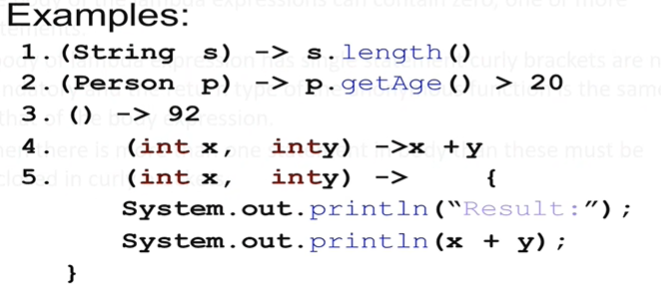 Examples:
1. (String s) -> s.length()
2. (Person p) -> p.getAge() > 20
3. () -> 92
4. (int x, inty) ->x +y
5. (int x, inty) -> {
System.out.println(“Result:”);
System.out.println(x + y);
}